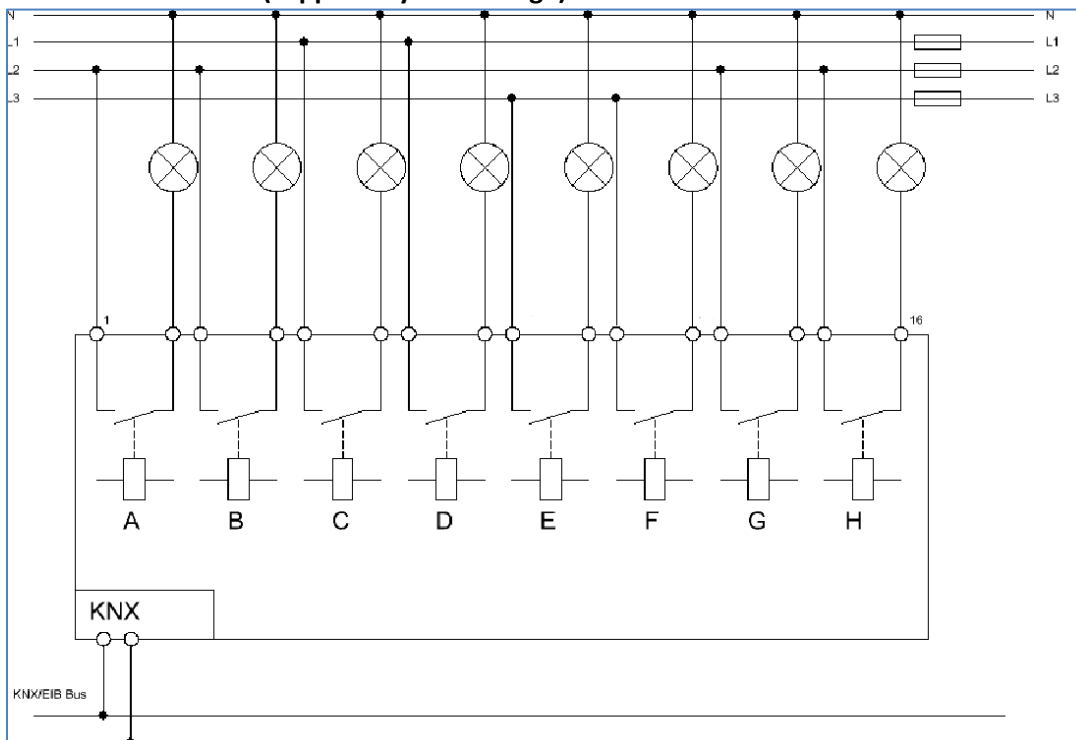 N N
L1 L1
L2 L2
L3 L3
1 16
A B C D E F G H
KNX
KNX/EIB Bus